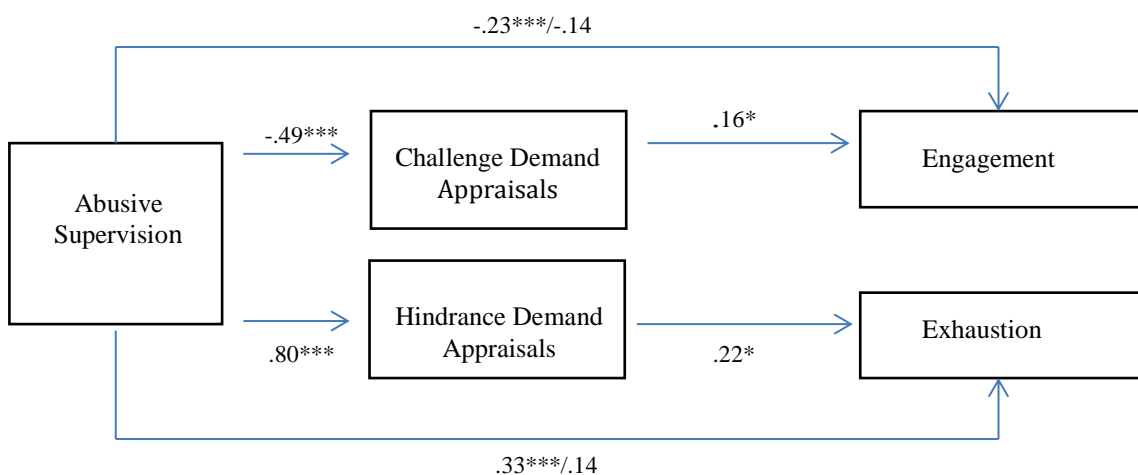 -.23***/-.14
-.49***
.16*
Challenge Demand
Appraisals
Engagement
Abusive
Supervision
Hindrance Demand
Appraisals
Exhaustion
.80***
.22*
.33***/.14